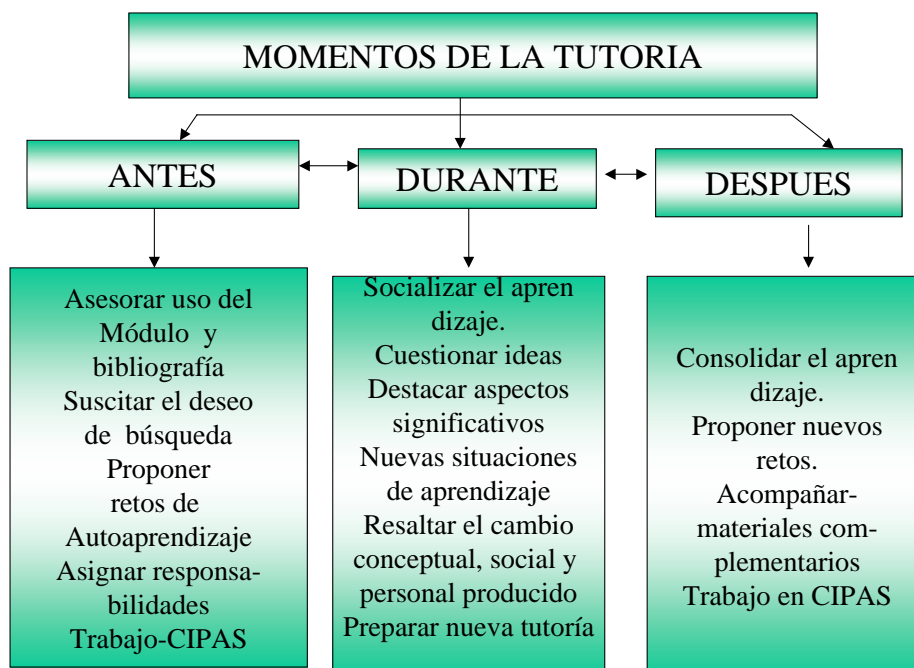 MOMENTOS DE LA TUTORIA
ANTES
DURANTE
DESPUES
Asesorar uso del
Módulo y
bibliografía
Suscitar el deseo
de búsqueda
Proponer
retos de
Autoaprendizaje
Asignar responsa-
bilidades
Trabajo-CIPAS
Socializar el apren
dizaje.
Cuestionar ideas
Destacar aspectos
significativos
Nuevas situaciones
de aprendizaje
Resaltar el cambio
conceptual, social y
personal producido
Preparar nueva tutoría
Consolidar el apren
dizaje.
Proponer nuevos
retos.
Acompañar-
materiales com-
plementarios
Trabajo en CIPAS